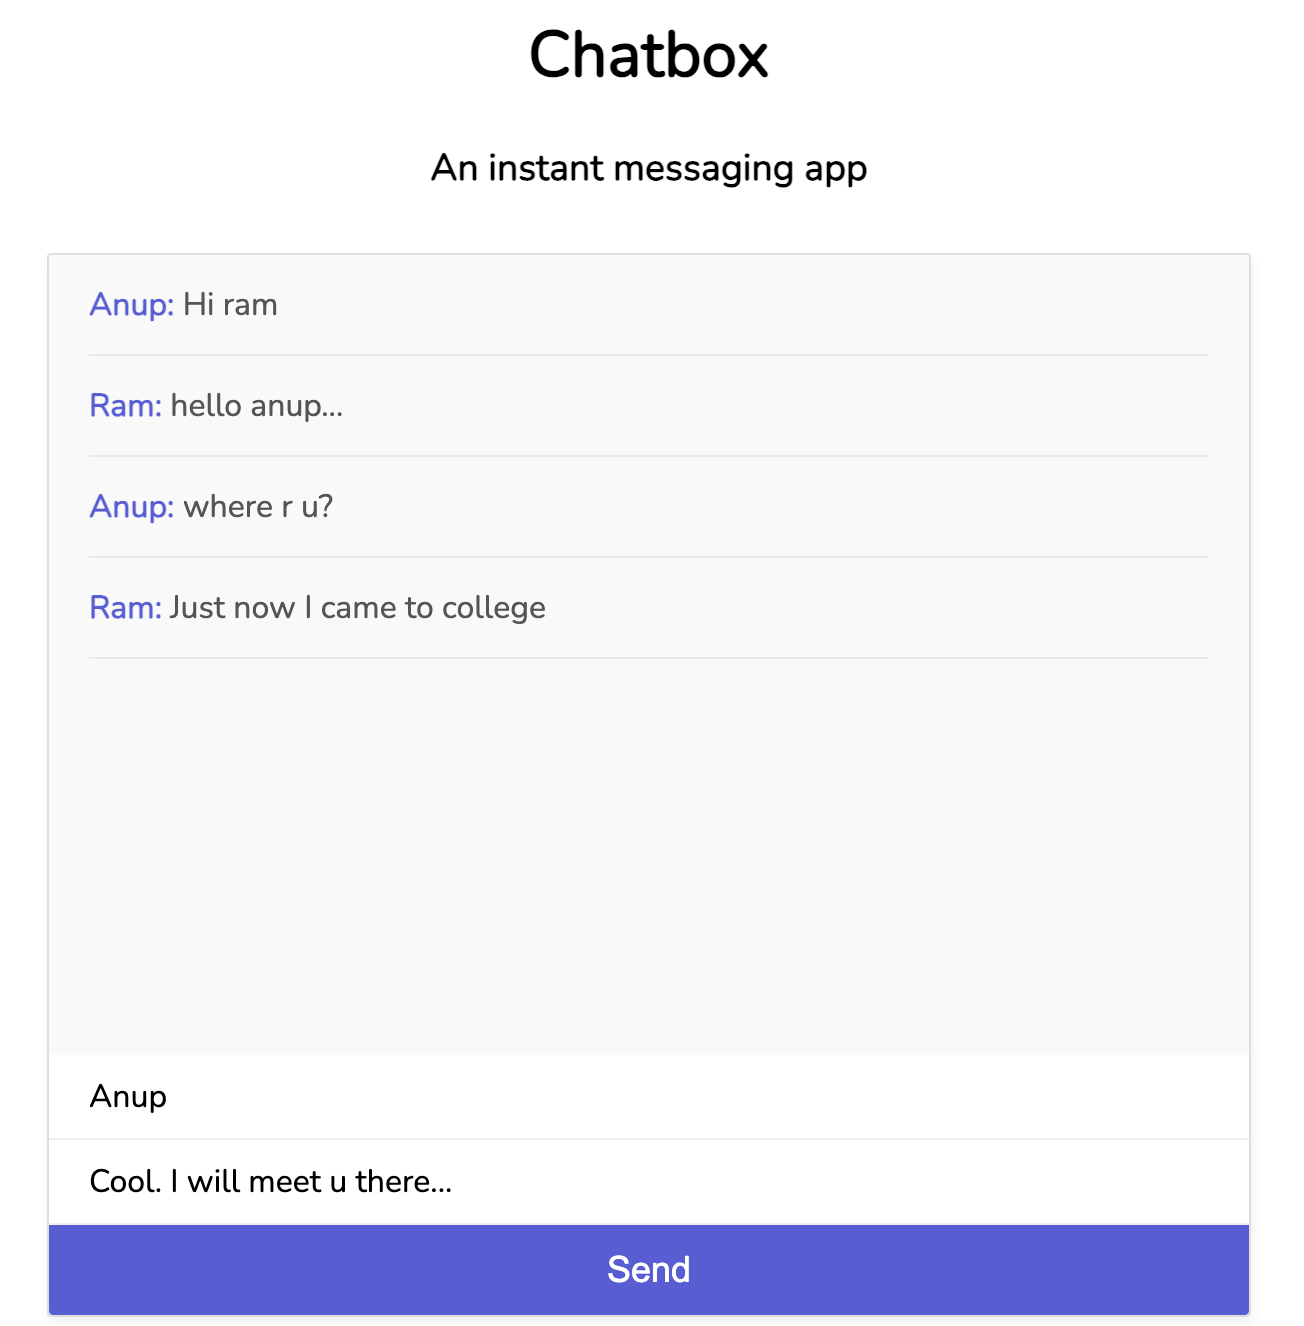 Chatbox
An instant messaging app
Anup: Hi ram
Ram: hello anup...
Anup: where r u?
Ram: Just now I came to college
Anup
Cool. I will meet u there...
Send